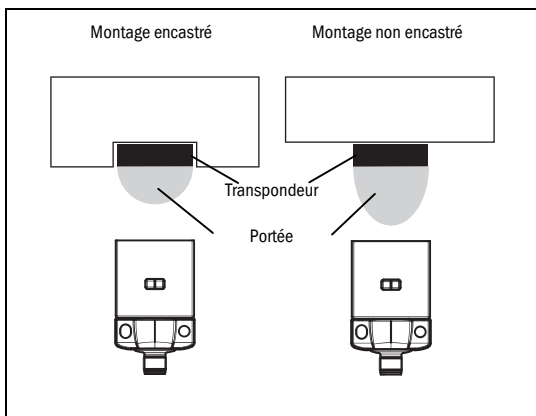 Montage encastré
Montage non encastré
Transpondeur
Portée